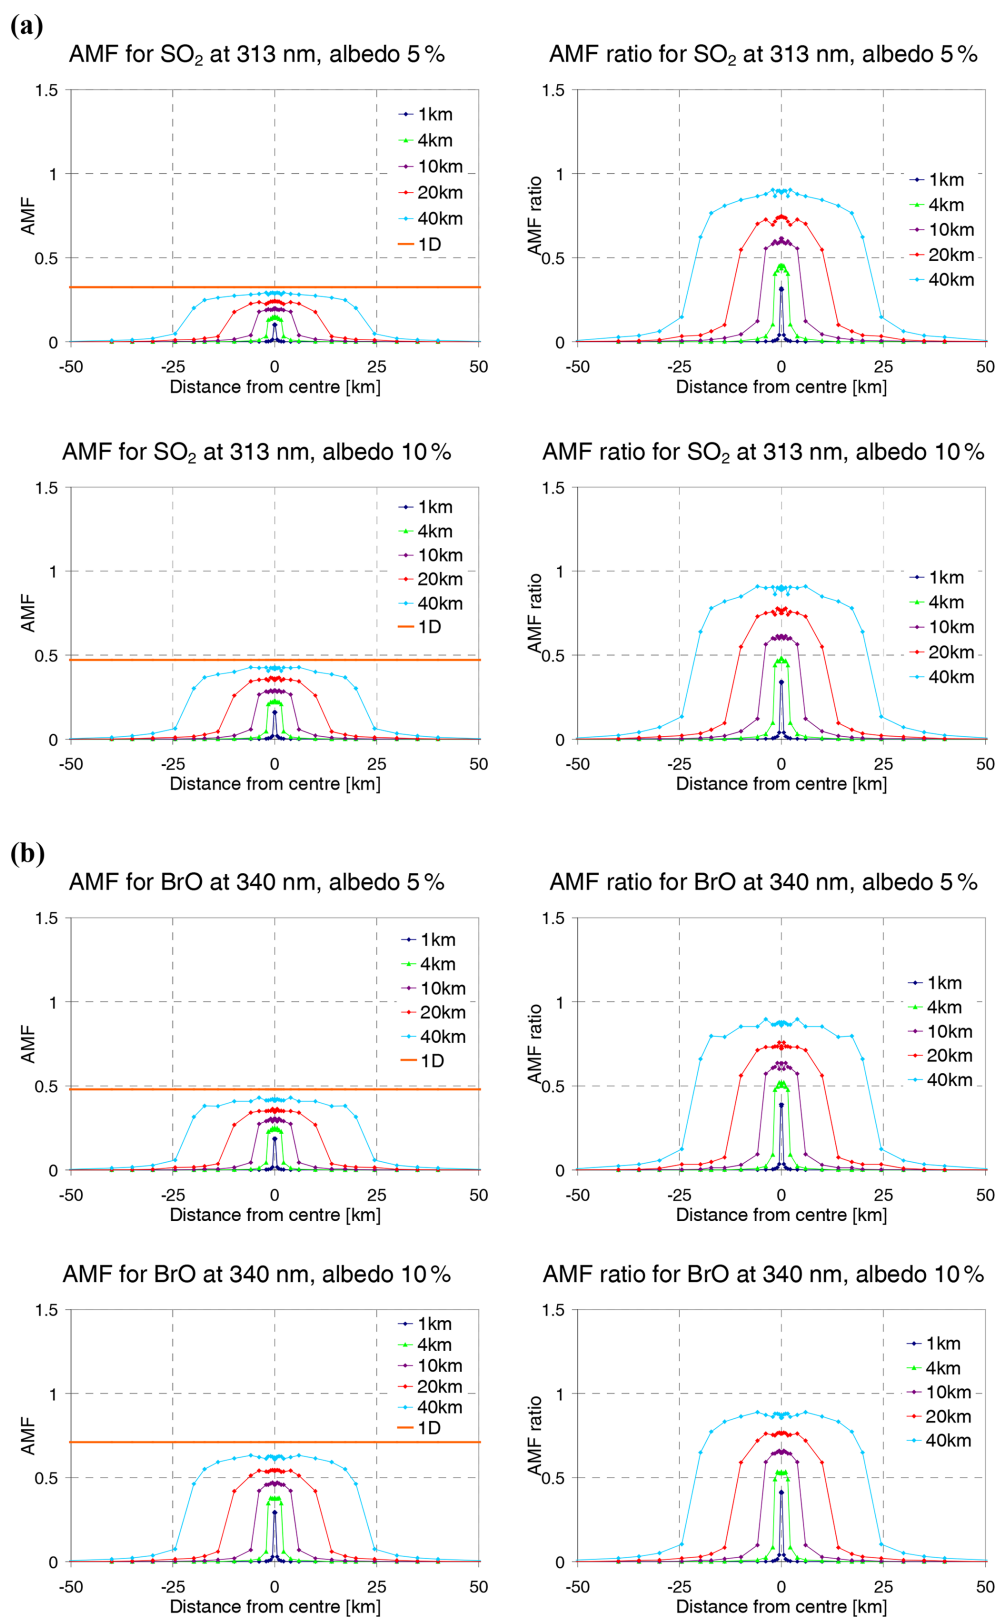 (a)
AMF for SO2 at 313 nm, albedo 5 %
1.5
1
0.5
0
AMF
1km
4km
10km
20km
40km
1D
-50
-25
0
25
50
Distance from centre [km]
AMF ratio for SO2 at 313 nm, albedo 5 %
1.5
1
0.5
0
AMF ratio
1km
4km
10km
20km
40km
-50
-25
0
25
50
Distance from centre [km]
AMF for SO2 at 313 nm, albedo 10 %
1.5
1
0.5
0
AMF
1km
4km
10km
20km
40km
1D
-50
-25
0
25
50
Distance from centre [km]
AMF ratio for SO2 at 313 nm, albedo 10 %
1.5
1
0.5
0
AMF ratio
1km
4km
10km
20km
40km
-50
-25
0
25
50
Distance from centre [km]
(b)
AMF for BrO at 340 nm, albedo 5 %
1.5
1
0.5
0
AMF
1km
4km
10km
20km
40km
1D
-50
-25
0
25
50
Distance from centre [km]
AMF ratio for BrO at 340 nm, albedo 5 %
1.5
1
0.5
0
AMF ratio
1km
4km
10km
20km
40km
-50
-25
0
25
50
Distance from centre [km]
AMF for BrO at 340 nm, albedo 10 %
1.5
1
0.5
0
AMF
1km
4km
10km
20km
40km
1D
-50
-25
0
25
50
Distance from centre [km]
AMF ratio for BrO at 340 nm, albedo 10 %
1.5
1
0.5
0
AMF ratio
1km
4km
10km
20km
40km
-50
-25
0
25
50
Distance from centre [km]